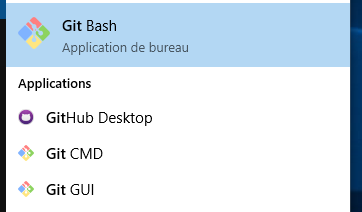 Git Bash
Application de bureau
Applications
GitHub Desktop
Git CMD
Git GUI